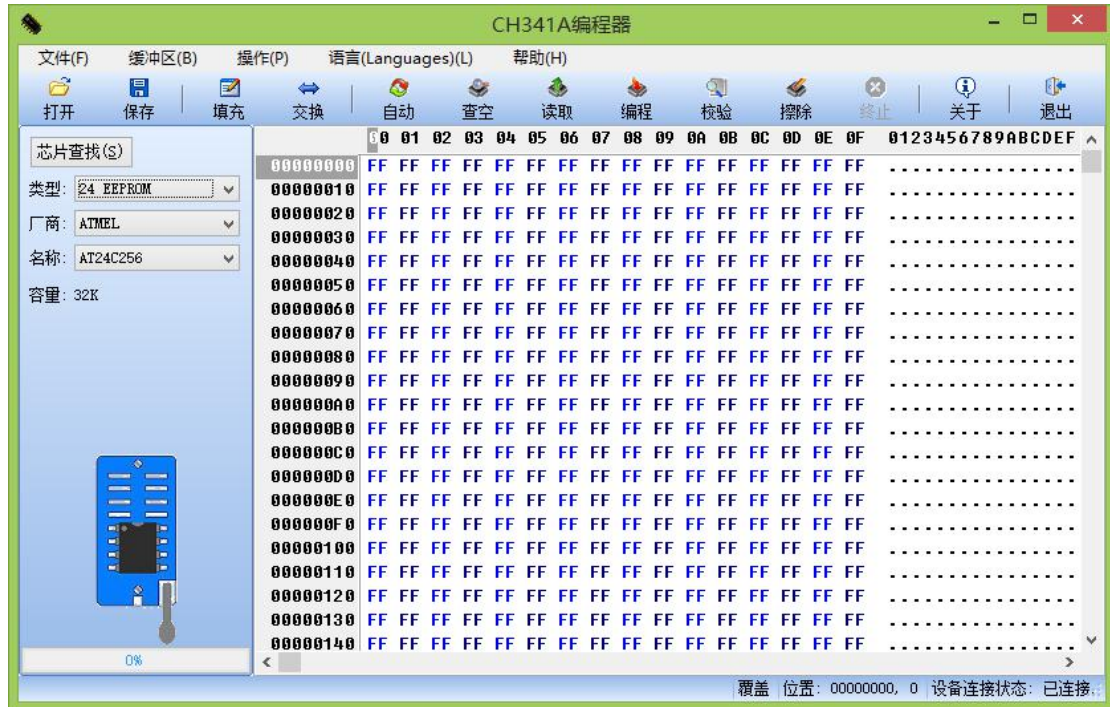 CH341A编程器
文件(F) 缓冲区(B) 操作(P) 语言(Languages)(L) 帮助(H)
打开 保存 填充 交换 自动 查空 读取 编程 校验 擦除 终止 关于 退出
芯片查找(S)
类型: 24 EEPROM
厂商: ATMEL
名称: AT24C256
容量: 32K
0%
00 01 02 03 04 05 06 07 08 09 0A 0B 0C 0D 0E 0F 0123456789ABCDEF
00000000 FF FF FF FF FF FF FF FF FF FF FF FF FF FF FF FF ................
00000010 FF FF FF FF FF FF FF FF FF FF FF FF FF FF FF FF ................
00000020 FF FF FF FF FF FF FF FF FF FF FF FF FF FF FF FF ................
00000030 FF FF FF FF FF FF FF FF FF FF FF FF FF FF FF FF ................
00000040 FF FF FF FF FF FF FF FF FF FF FF FF FF FF FF FF ................
00000050 FF FF FF FF FF FF FF FF FF FF FF FF FF FF FF FF ................
00000060 FF FF FF FF FF FF FF FF FF FF FF FF FF FF FF FF ................
00000070 FF FF FF FF FF FF FF FF FF FF FF FF FF FF FF FF ................
00000080 FF FF FF FF FF FF FF FF FF FF FF FF FF FF FF FF ................
00000090 FF FF FF FF FF FF FF FF FF FF FF FF FF FF FF FF ................
000000A0 FF FF FF FF FF FF FF FF FF FF FF FF FF FF FF FF ................
000000B0 FF FF FF FF FF FF FF FF FF FF FF FF FF FF FF FF ................
000000C0 FF FF FF FF FF FF FF FF FF FF FF FF FF FF FF FF ................
000000D0 FF FF FF FF FF FF FF FF FF FF FF FF FF FF FF FF ................
000000E0 FF FF FF FF FF FF FF FF FF FF FF FF FF FF FF FF ................
000000F0 FF FF FF FF FF FF FF FF FF FF FF FF FF FF FF FF ................
00000100 FF FF FF FF FF FF FF FF FF FF FF FF FF FF FF FF ................
00000110 FF FF FF FF FF FF FF FF FF FF FF FF FF FF FF FF ................
00000120 FF FF FF FF FF FF FF FF FF FF FF FF FF FF FF FF ................
00000130 FF FF FF FF FF FF FF FF FF FF FF FF FF FF FF FF ................
00000140 FF FF FF FF FF FF FF FF FF FF FF FF FF FF FF FF ................
覆盖 位置: 00000000, 0 设备连接状态: 已连接